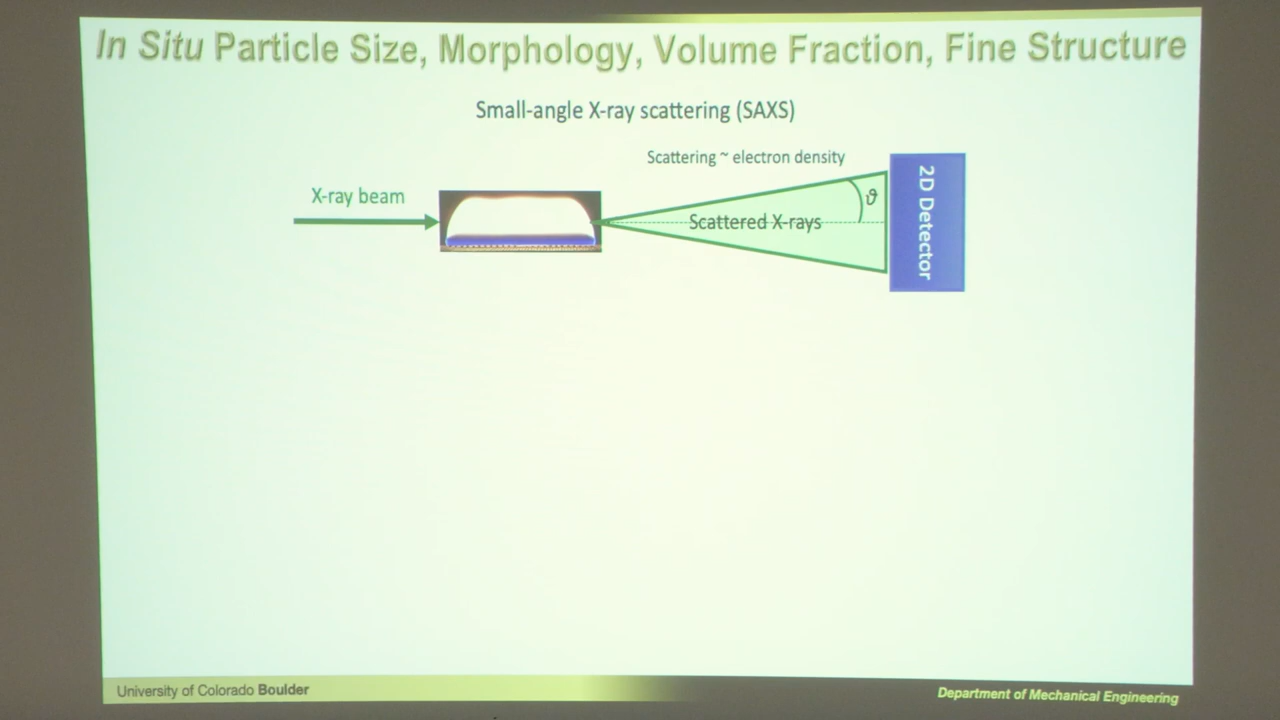 In Situ Particle Size, Morphology, Volume Fraction, Fine Structure
Small-angle X-ray scattering (SAXS)
Scattering ~ electron density
X-ray beam
Scattered X-rays
ϑ
2D Detector
University of Colorado Boulder
Department of Mechanical Engineering